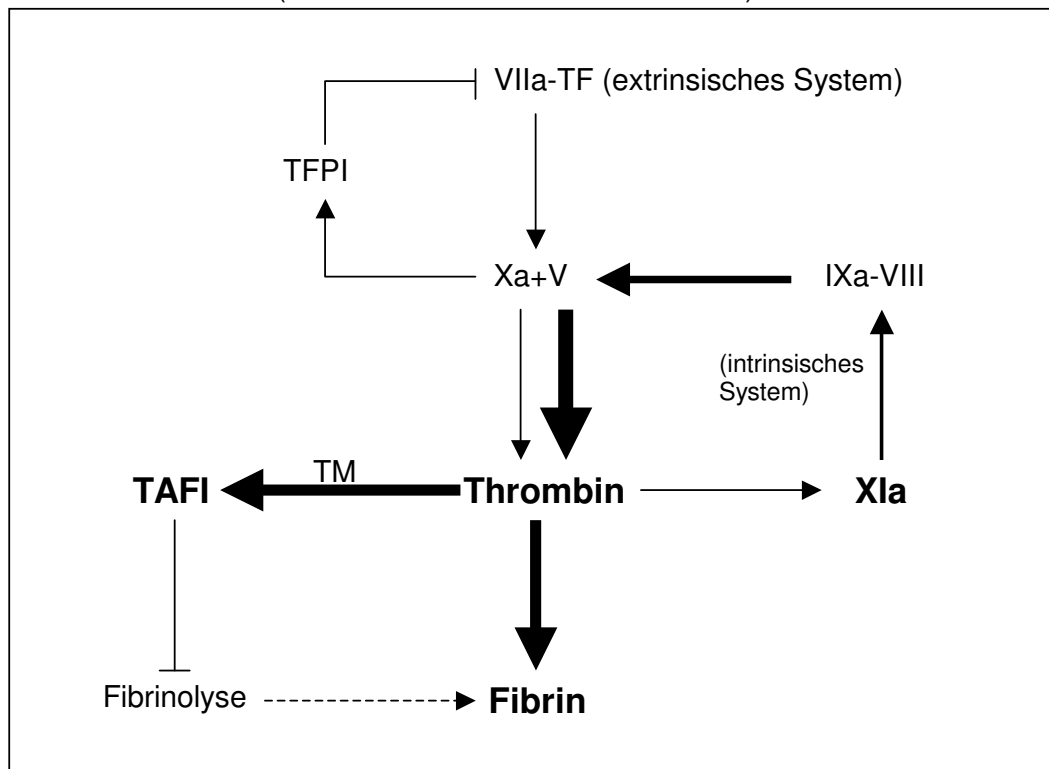 VIIa-TF (extrinsisches System)
TFPI
Xa+V
IXa-VIII
(intrinsisches
System)
TM
TAFI
Thrombin
XIa
Fibrinolyse
Fibrin